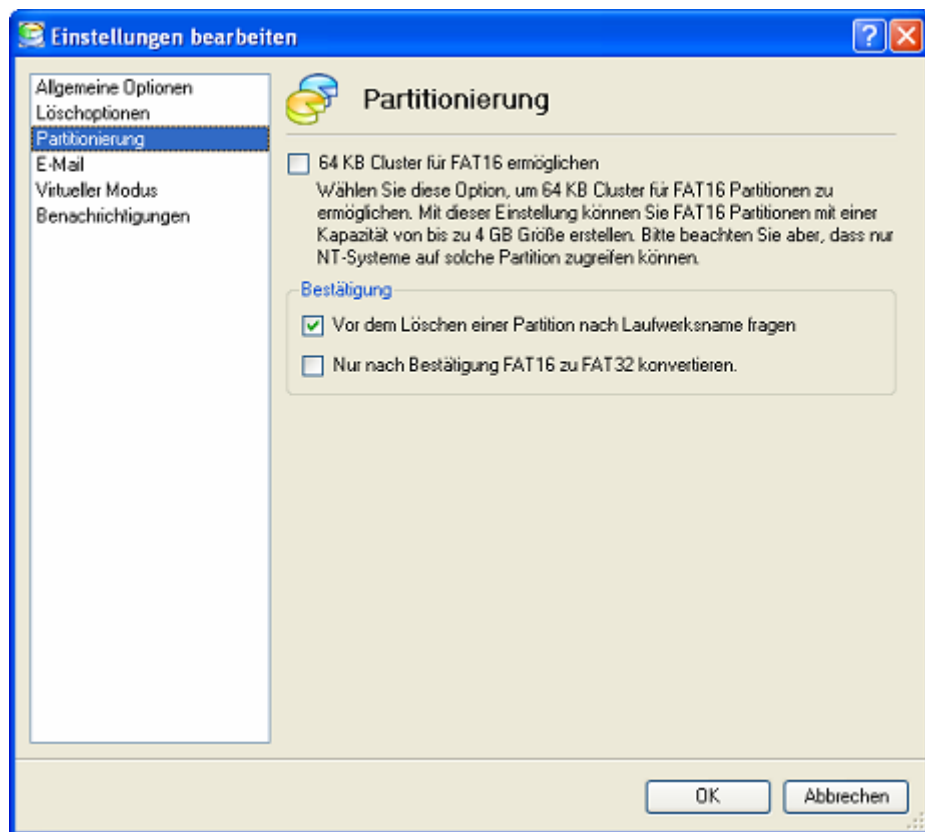 Einstellungen bearbeiten
Allgemeine Optionen
Löschoptionen
Partitionierung
E-Mail
Virtueller Modus
Benachrichtigungen
Partitionierung
64 KB Cluster für FAT16 ermöglichen
Wählen Sie diese Option, um 64 KB Cluster für FAT16 Partitionen zu
ermöglichen. Mit dieser Einstellung können Sie FAT16 Partitionen mit einer
Kapazität von bis zu 4 GB Größe erstellen. Bitte beachten Sie aber, dass nur
NT-Systeme auf solche Partition zugreifen können.
Bestätigung
Vor dem Löschen einer Partition nach Laufwerksname fragen
Nur nach Bestätigung FAT16 zu FAT32 konvertieren.
OK
Abbrechen